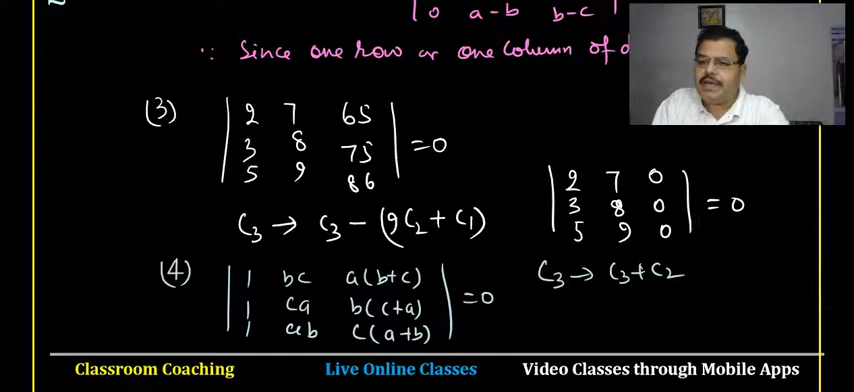 | 0 a-b b-c |
∵ Since one row or one column of d
(3) | 2 7 65 |
| 3 8 75 | = 0
| 5 9 86 |
C₃ → C₃ - (9C₂ + C₁)
| 2 7 0 |
| 3 8 0 | = 0
| 5 9 0 |
(4) | 1 bc a(b+c) |
| 1 ca b(c+a) | = 0
| 1 ab c(a+b) |
C₃ → C₃+C₂
Classroom Coaching
Live Online Classes
Video Classes through Mobile Apps